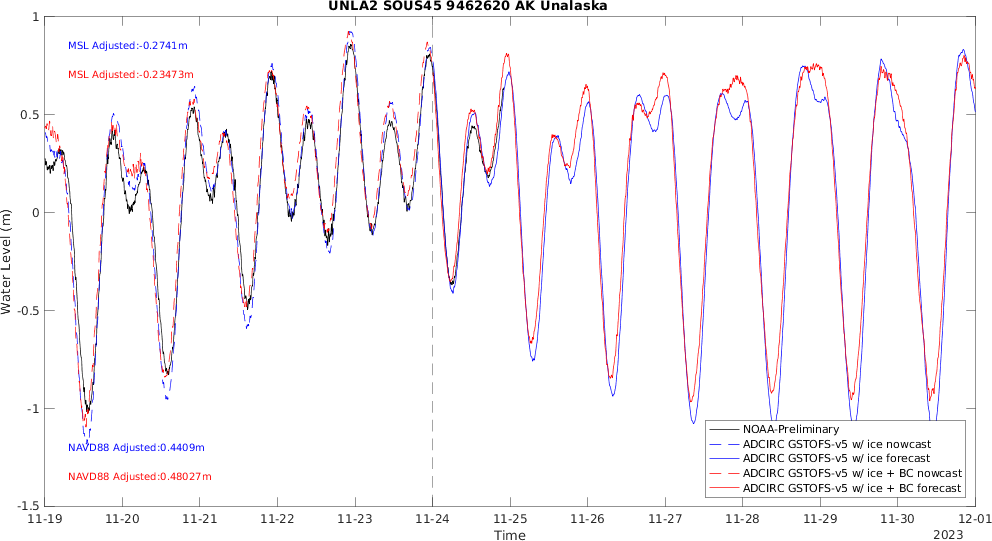 UNLA2 SOUS45 9462620 AK Unalaska
MSL Adjusted:-0.2741m
MSL Adjusted:-0.23473m
NAVD88 Adjusted:0.4409m
NAVD88 Adjusted:0.48027m
Water Level (m)
1
0.5
0
-0.5
-1
-1.5
NOAA-Preliminary
ADCIRC GSTOFS-v5 w/ ice nowcast
ADCIRC GSTOFS-v5 w/ ice forecast
ADCIRC GSTOFS-v5 w/ ice + BC nowcast
ADCIRC GSTOFS-v5 w/ ice + BC forecast
11-19 11-20 11-21 11-22 11-23 11-24 11-25 11-26 11-27 11-28 11-29 11-30 12-01
Time
2023